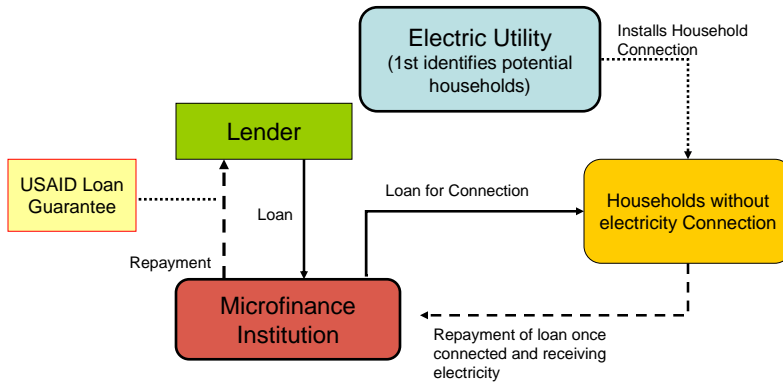 Electric Utility
(1st identifies potential
households)
Installs Household
Connection
Lender
USAID Loan
Guarantee
Loan for Connection
Households without
electricity Connection
Loan
Repayment
Microfinance
Institution
Repayment of loan once
connected and receiving
electricity